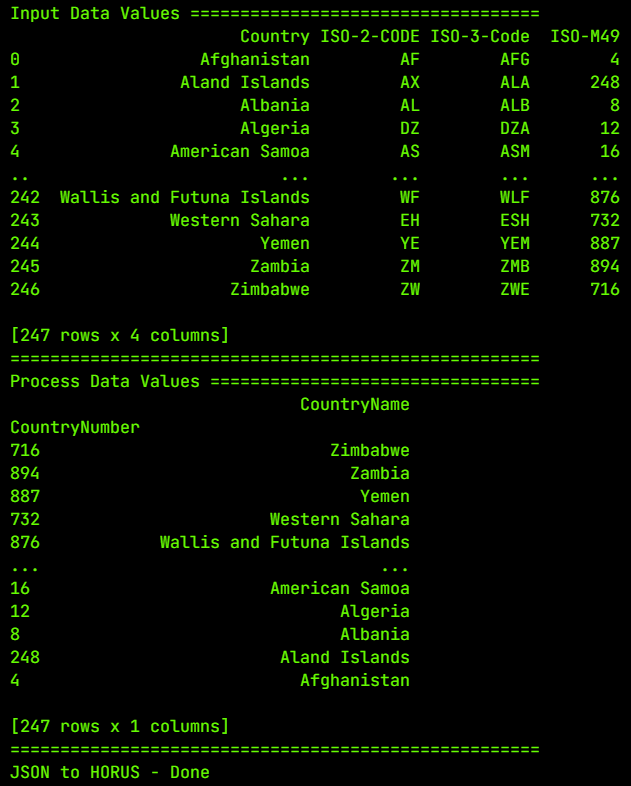 Input Data Values ===================================
                       Country ISO-2-CODE ISO-3-Code  ISO-M49
0                  Afghanistan         AF        AFG        4
1                Aland Islands         AX        ALA      248
2                      Albania         AL        ALB        8
3                      Algeria         DZ        DZA       12
4               American Samoa         AS        ASM       16
..                         ...        ...        ...      ...
242  Wallis and Futuna Islands         WF        WLF      876
243             Western Sahara         EH        ESH      732
244                      Yemen         YE        YEM      887
245                     Zambia         ZM        ZMB      894
246                   Zimbabwe         ZW        ZWE      716

[247 rows x 4 columns]
=====================================================
Process Data Values =================================
                             CountryName
CountryNumber
716                             Zimbabwe
894                               Zambia
887                                Yemen
732                       Western Sahara
876            Wallis and Futuna Islands
...                                  ...
16                        American Samoa
12                               Algeria
8                                Albania
248                        Aland Islands
4                            Afghanistan

[247 rows x 1 columns]
=====================================================
JSON to HORUS - Done